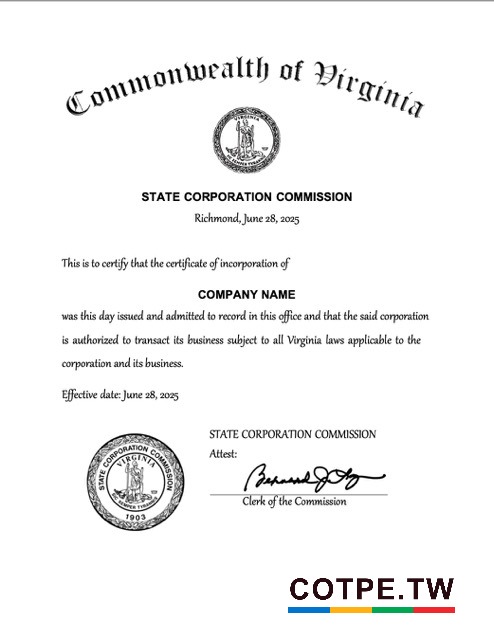 Commonwealth of Virginia
VIRGINIA
SIC SEMPER TYRANNIS
STATE CORPORATION COMMISSION
Richmond, June 28, 2025
This is to certify that the certificate of incorporation of
COMPANY NAME
was this day issued and admitted to record in this office and that the said corporation
is authorized to transact its business subject to all Virginia laws applicable to the
corporation and its business.
Effective date: June 28, 2025
STATE CORPORATION COMMISSION
Attest:
Clerk of the Commission
STATE CORPORATION COMMISSION
VIRGINIA
SIC SEMPER TYRANNIS
1903
COTPE.TW